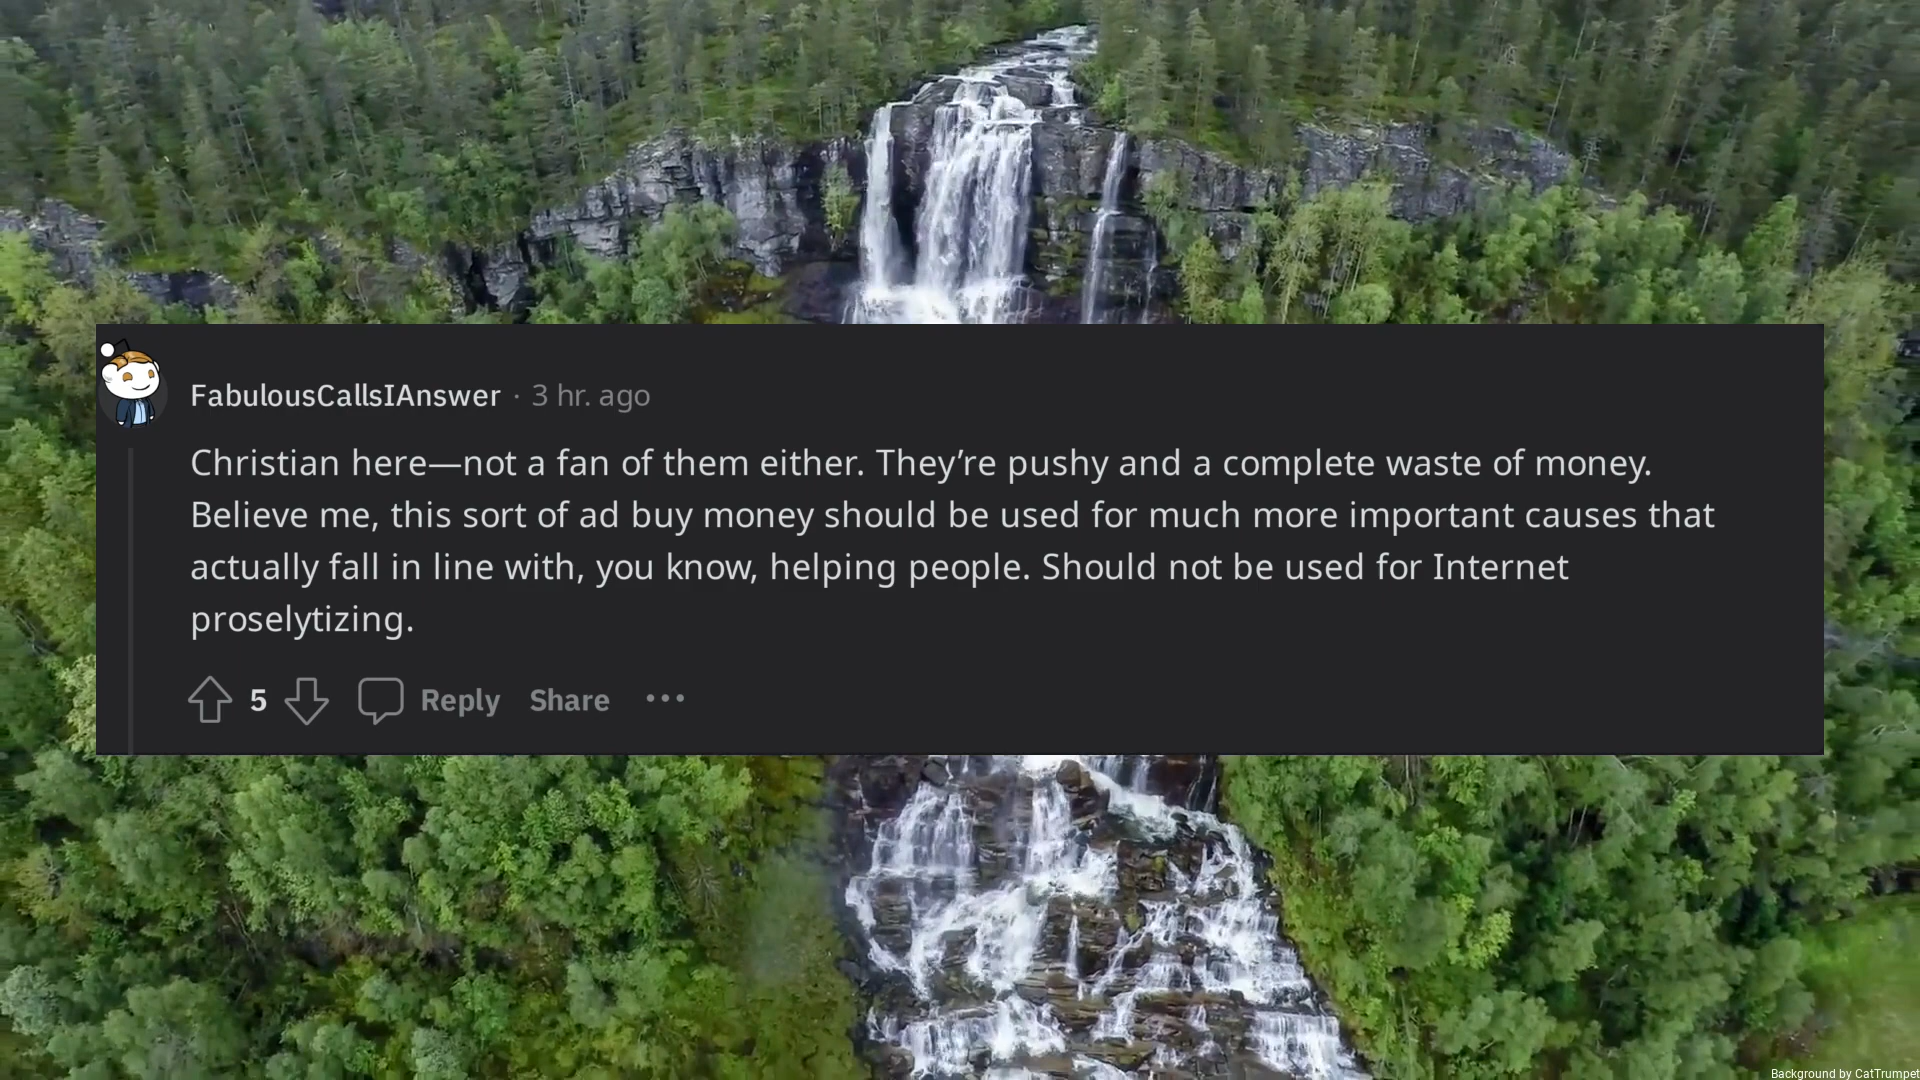 FabulousCallsIAnswer · 3 hr. ago
Christian here—not a fan of them either. They’re pushy and a complete waste of money.
Believe me, this sort of ad buy money should be used for much more important causes that
actually fall in line with, you know, helping people. Should not be used for Internet
proselytizing.
5 Reply Share ···
Background by CatTrumpet